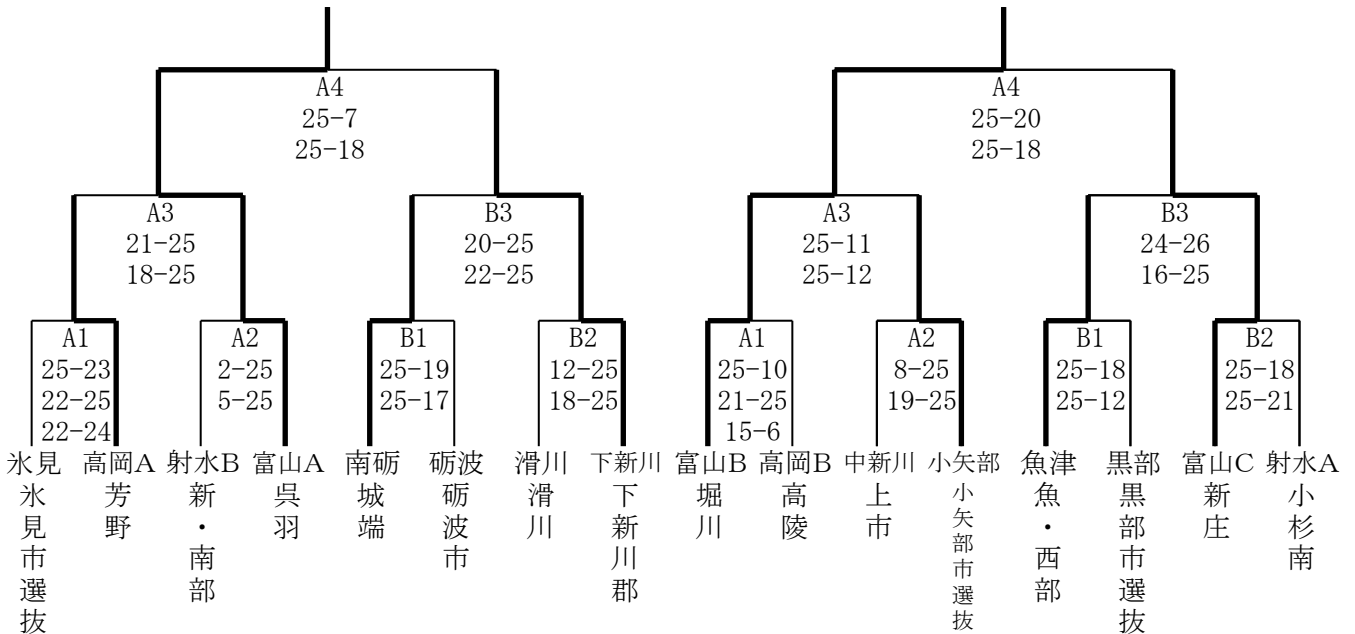 A4
25-7
25-18
A4
25-20
25-18
A3
21-25
18-25
B3
20-25
22-25
A3
25-11
25-12
B3
24-26
16-25
A1
25-23
22-25
22-24
A2
2-25
5-25
B1
25-19
25-17
B2
12-25
18-25
A1
25-10
21-25
15-6
A2
8-25
19-25
B1
25-18
25-12
B2
25-18
25-21
氷見 高岡A 射水B 富山A 南砺 砺波 滑川 下新川 富山B 高岡B 中新川 小矢部 魚津 黒部 富山C 射水A
氷見市選抜
芳野
新・南部
呉羽
城端
砺波市
滑川
下新川郡
堀川
高陵
上市
小矢部市選抜
魚・西部
黒部市選抜
新庄
小杉南